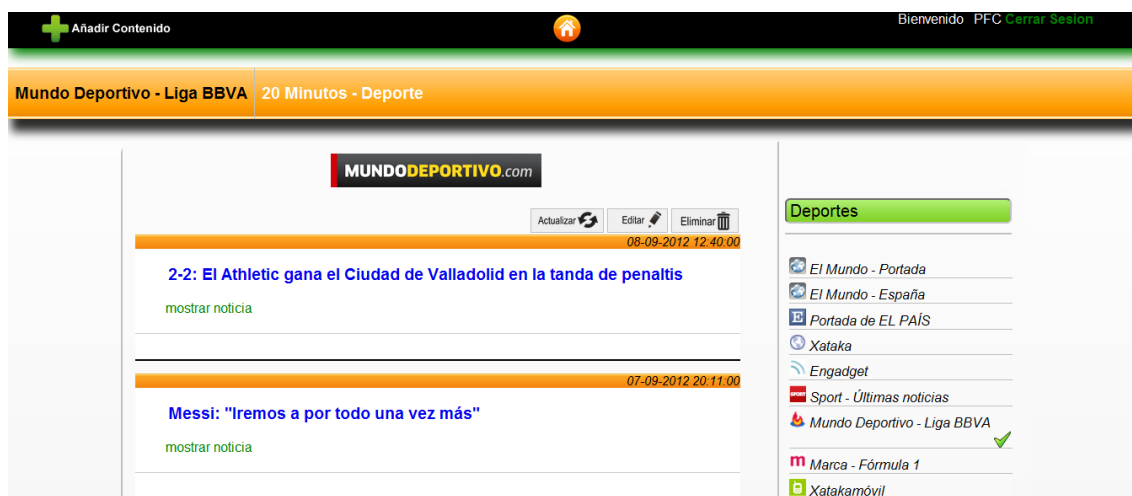 Añadir Contenido
Bienvenido PFC Cerrar Sesion
Mundo Deportivo - Liga BBVA
20 Minutos - Deporte
MUNDODEPORTIVO.com
Actualizar
Editar
Eliminar
08-09-2012 12:40:00
2-2: El Athletic gana el Ciudad de Valladolid en la tanda de penaltis
mostrar noticia
07-09-2012 20:11:00
Messi: "Iremos a por todo una vez más"
mostrar noticia
Deportes
El Mundo - Portada
El Mundo - España
E Portada de EL PAÍS
Xataka
Engadget
SPORT Sport - Últimas noticias
Mundo Deportivo - Liga BBVA
m Marca - Fórmula 1
Xatakamóvil